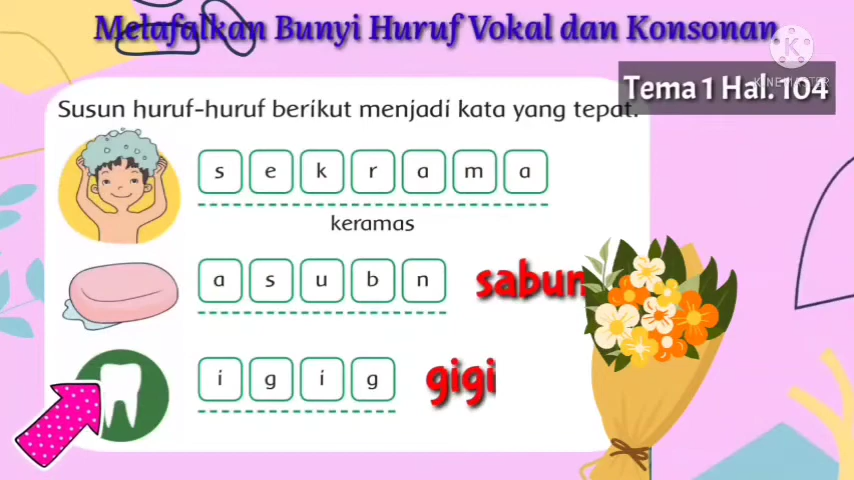 Melafalkan Bunyi Huruf Vokal dan Konsonan
K
KINEMASTER
Tema 1 Hal. 104
Susun huruf-huruf berikut menjadi kata yang tepat.
s e k r a m a
keramas
a s u b n
sabun
i g i g
gigi